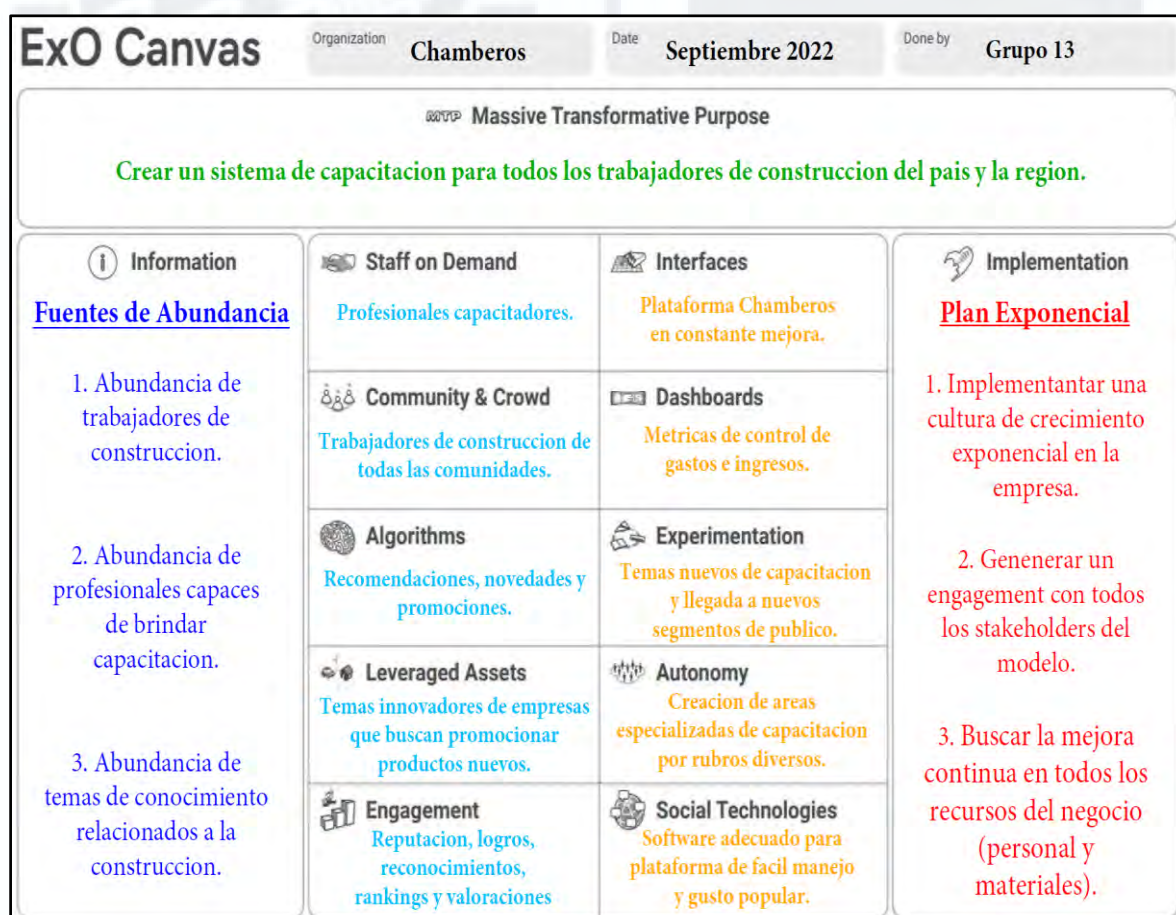 ExO Canvas
Organization
Chamberos
Date
Septiembre 2022
Done by
Grupo 13
MTP Massive Transformative Purpose
Crear un sistema de capacitacion para todos los trabajadores de construccion del pais y la region.
Information
Fuentes de Abundancia
1. Abundancia de
trabajadores de
construccion.
2. Abundancia de
profesionales capaces
de brindar
capacitacion.
3. Abundancia de
temas de conocimiento
relacionados a la
construccion.
Staff on Demand
Profesionales capacitadores.
Community & Crowd
Trabajadores de construccion de
todas las comunidades.
Algorithms
Recomendaciones, novedades y
promociones.
Leveraged Assets
Temas innovadores de empresas
que buscan promocionar
productos nuevos.
Engagement
Reputacion, logros,
reconocimientos,
rankings y valoraciones
Interfaces
Plataforma Chamberos
en constante mejora.
Dashboards
Metricas de control de
gastos e ingresos.
Experimentation
Temas nuevos de capacitacion
y llegada a nuevos
segmentos de publico.
Autonomy
Creacion de areas
especializadas de capacitacion
por rubros diversos.
Social Technologies
Software adecuado para
plataforma de facil manejo
y gusto popular.
Implementation
Plan Exponencial
1. Implementantar una
cultura de crecimiento
exponencial en la
empresa.
2. Genenerar un
engagement con todos
los stakeholders del
modelo.
3. Buscar la mejora
continua en todos los
recursos del negocio
(personal y
materiales).